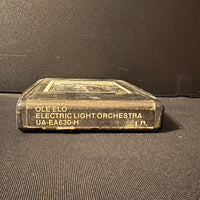 OLE ELO
ELECTRIC LIGHT ORCHESTRA
UA-EA630-H